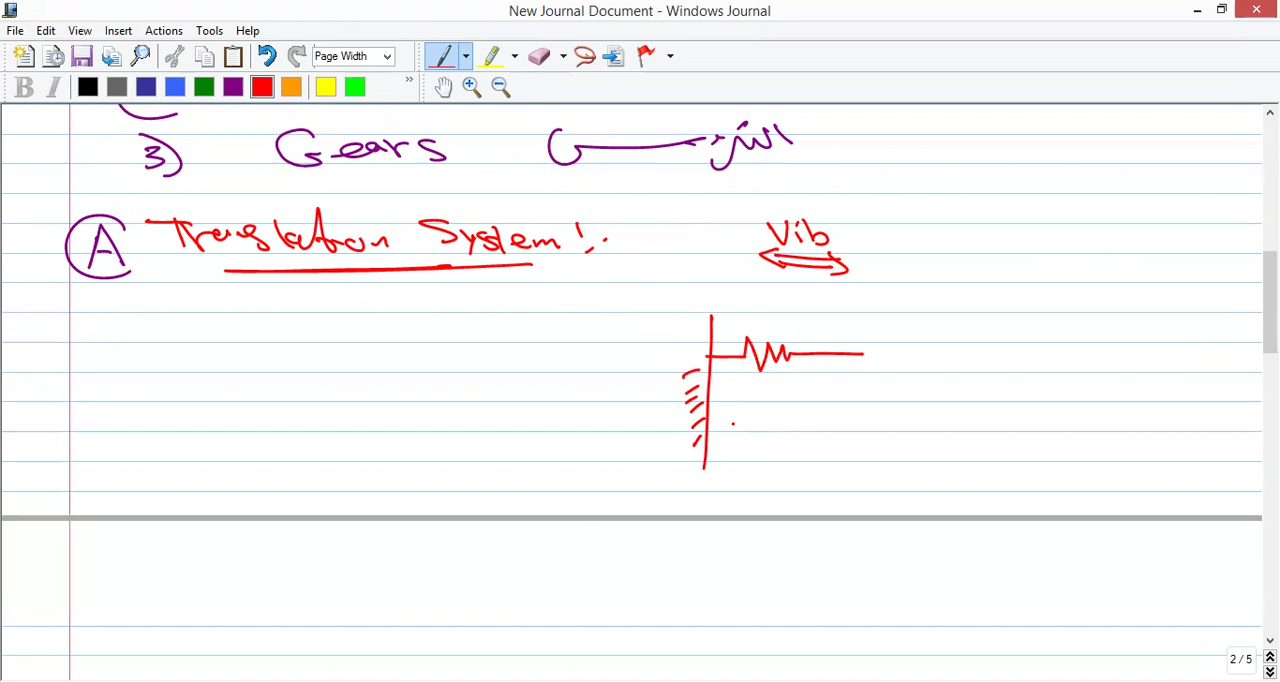 New Journal Document - Windows Journal
File Edit View Insert Actions Tools Help
Page Width
B I
3) Gears
A Translation System:
Vib
2 / 5